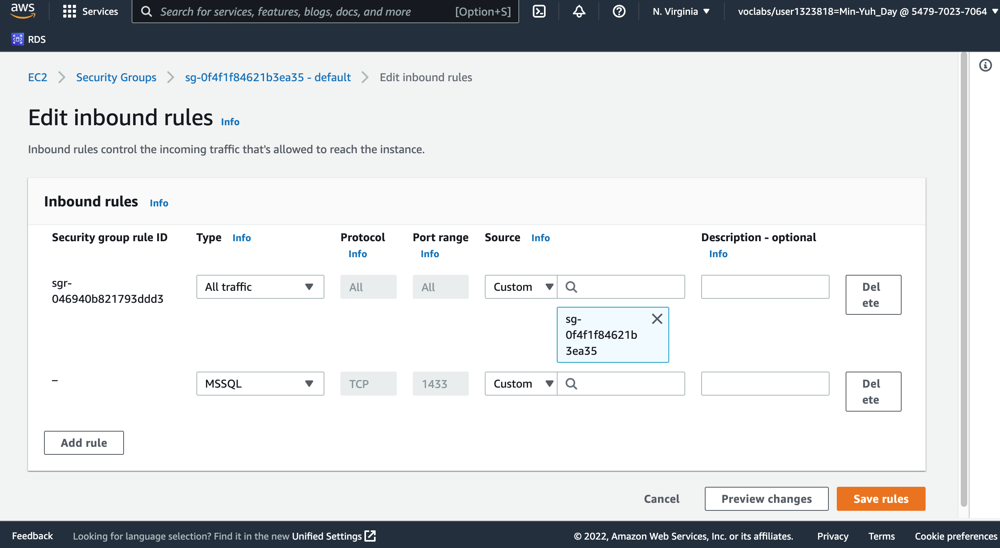 aws Services Search for services, features, blogs, docs, and more [Option+S] N. Virginia voclabs/user1323818=Min-Yuh_Day @ 5479-7023-7064
RDS
EC2 Security Groups sg-0f4f1f84621b3ea35 - default Edit inbound rules
Edit inbound rules Info
Inbound rules control the incoming traffic that's allowed to reach the instance.
Inbound rules Info
Security group rule ID Type Info Protocol Port range Source Info Description - optional
Info Info Info
sgr- All traffic All All Custom Del
046940b821793ddd3 ete
sg-
0f4f1f84621b
3ea35
– MSSQL TCP 1433 Custom Del
ete
Add rule
Cancel Preview changes Save rules
Feedback Looking for language selection? Find it in the new Unified Settings © 2022, Amazon Web Services, Inc. or its affiliates. Privacy Terms Cookie preferences